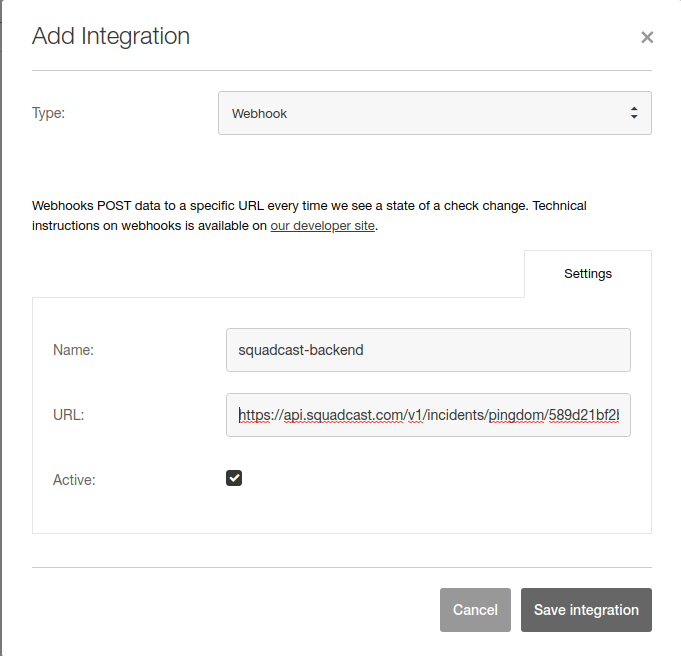 Add Integration
Type:
Webhook
Webhooks POST data to a specific URL every time we see a state of a check change. Technical
instructions on webhooks is available on our developer site.
Settings
Name:
squadcast-backend
URL:
https://api.squadcast.com/v1/incidents/pingdom/589d21bf2
Active:
Cancel
Save integration